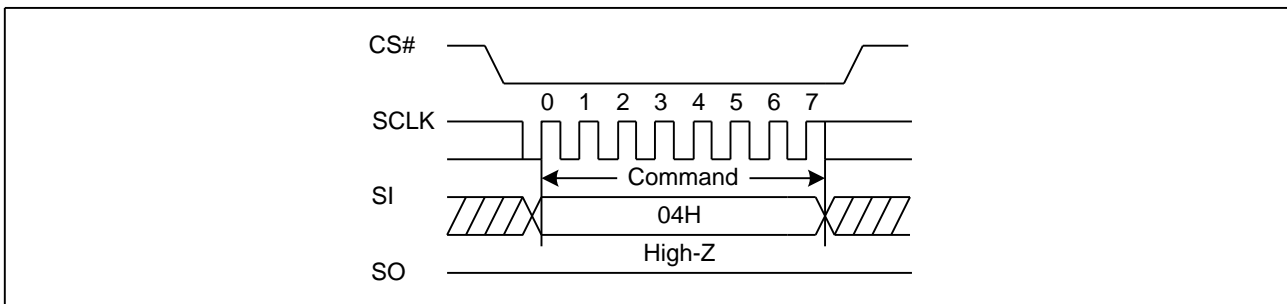 CS#
0 1 2 3 4 5 6 7
SCLK
Command
SI
04H
High-Z
SO